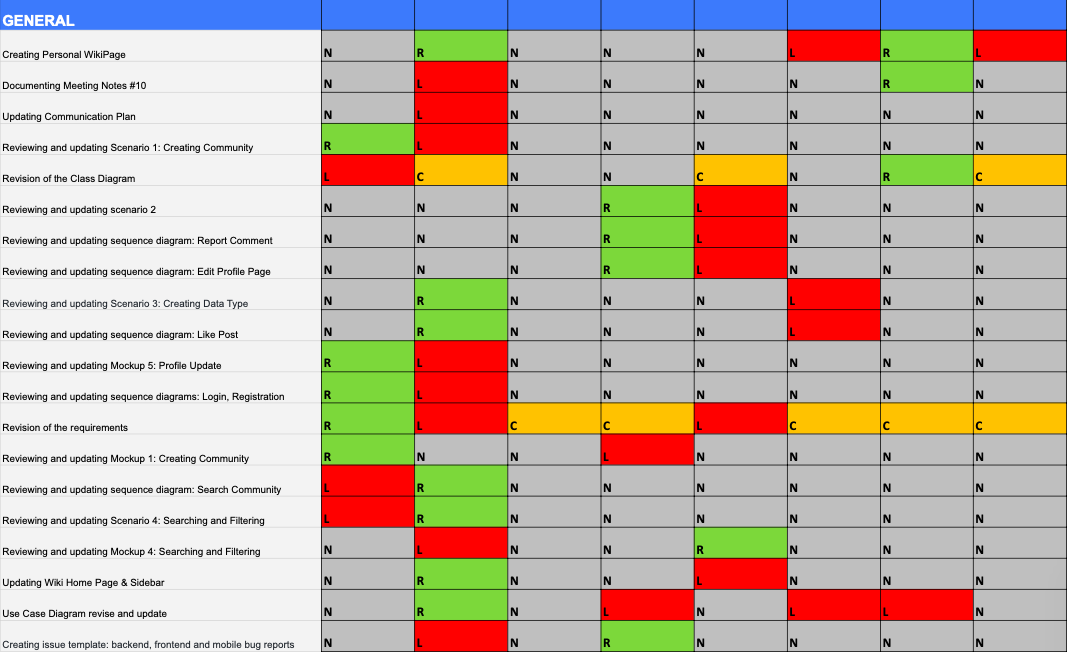 GENERAL
Creating Personal WikiPage N R N N N L R L
Documenting Meeting Notes #10 N L N N N N R N
Updating Communication Plan N L N N N N N N
Reviewing and updating Scenario 1: Creating Community R L N N N N N N
Revision of the Class Diagram L C N N C N R C
Reviewing and updating scenario 2 N N N R L N N N
Reviewing and updating sequence diagram: Report Comment N N N R L N N N
Reviewing and updating sequence diagram: Edit Profile Page N N N R L N N N
Reviewing and updating Scenario 3: Creating Data Type N R N N N L N N
Reviewing and updating sequence diagram: Like Post N R N N N L N N
Reviewing and updating Mockup 5: Profile Update R L N N N N N N
Reviewing and updating sequence diagrams: Login, Registration R L N N N N N N
Revision of the requirements R L C C L C C C
Reviewing and updating Mockup 1: Creating Community R N N L N N N N
Reviewing and updating sequence diagram: Search Community L R N N N N N N
Reviewing and updating Scenario 4: Searching and Filtering L R N N N N N N
Reviewing and updating Mockup 4: Searching and Filtering N L N N R N N N
Updating Wiki Home Page & Sidebar N R N N L N N N
Use Case Diagram revise and update N R N L N L L N
Creating issue template: backend, frontend and mobile bug reports N L N R N N N N